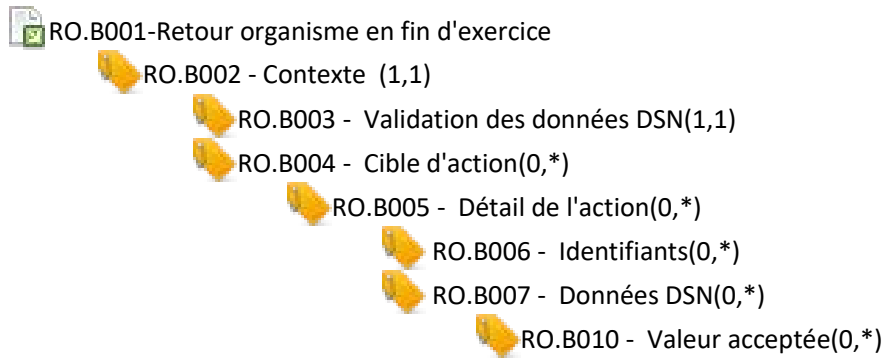 RO.B001-Retour organisme en fin d'exercice
RO.B002 - Contexte (1,1)
RO.B003 - Validation des données DSN(1,1)
RO.B004 - Cible d'action(0,*)
RO.B005 - Détail de l'action(0,*)
RO.B006 - Identifiants(0,*)
RO.B007 - Données DSN(0,*)
RO.B010 - Valeur acceptée(0,*)